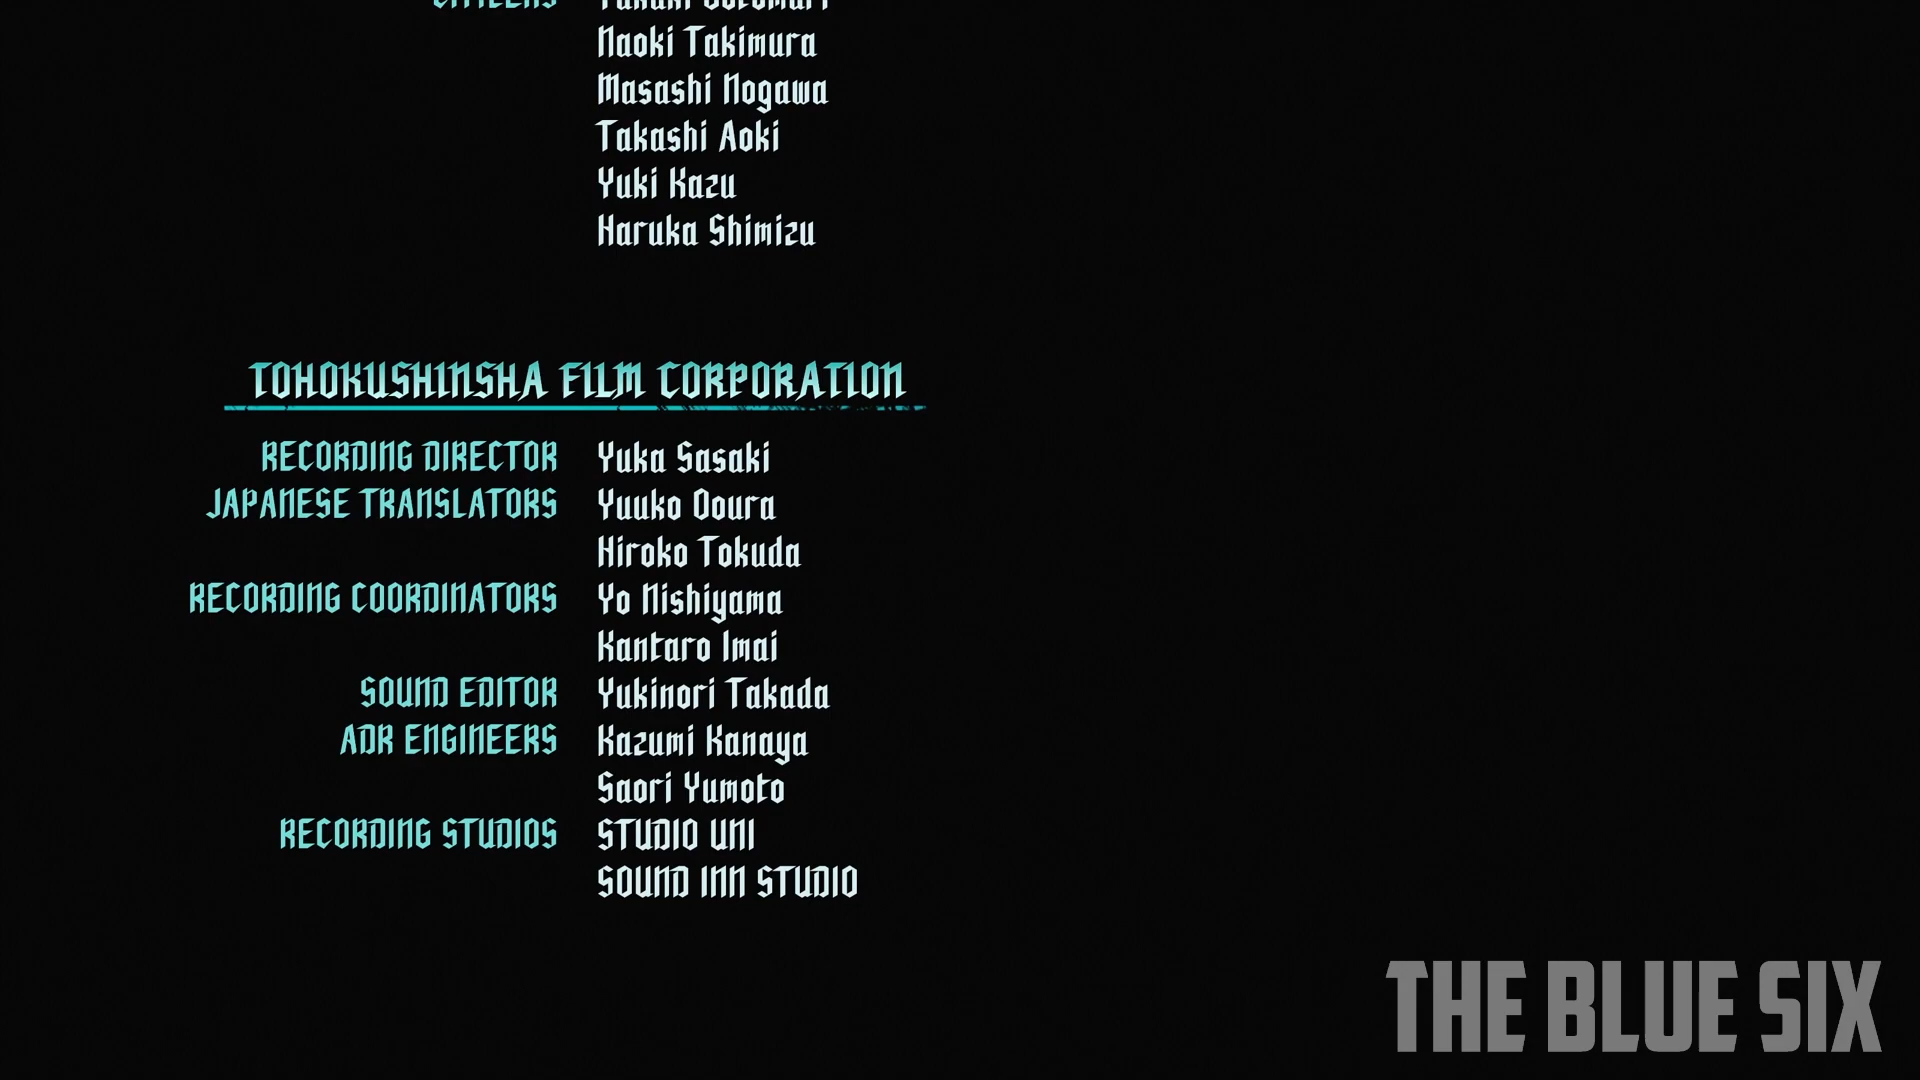 CITIZENS
Naoki Takimura
Masashi Nogawa
Takashi Aoki
Yuki Kazu
Haruka Shimizu
TOHOKUSHINSHA FILM CORPORATION
RECORDING DIRECTOR Yuka Sasaki
JAPANESE TRANSLATORS Yuuko Ooura
Hiroko Tokuda
RECORDING COORDINATORS Yo Nishiyama
Kantaro Imai
SOUND EDITOR Yukinori Takada
ADR ENGINEERS Kazumi Kanaya
Saori Yumoto
RECORDING STUDIOS STUDIO UNI
SOUND INN STUDIO
THE BLUE SIX